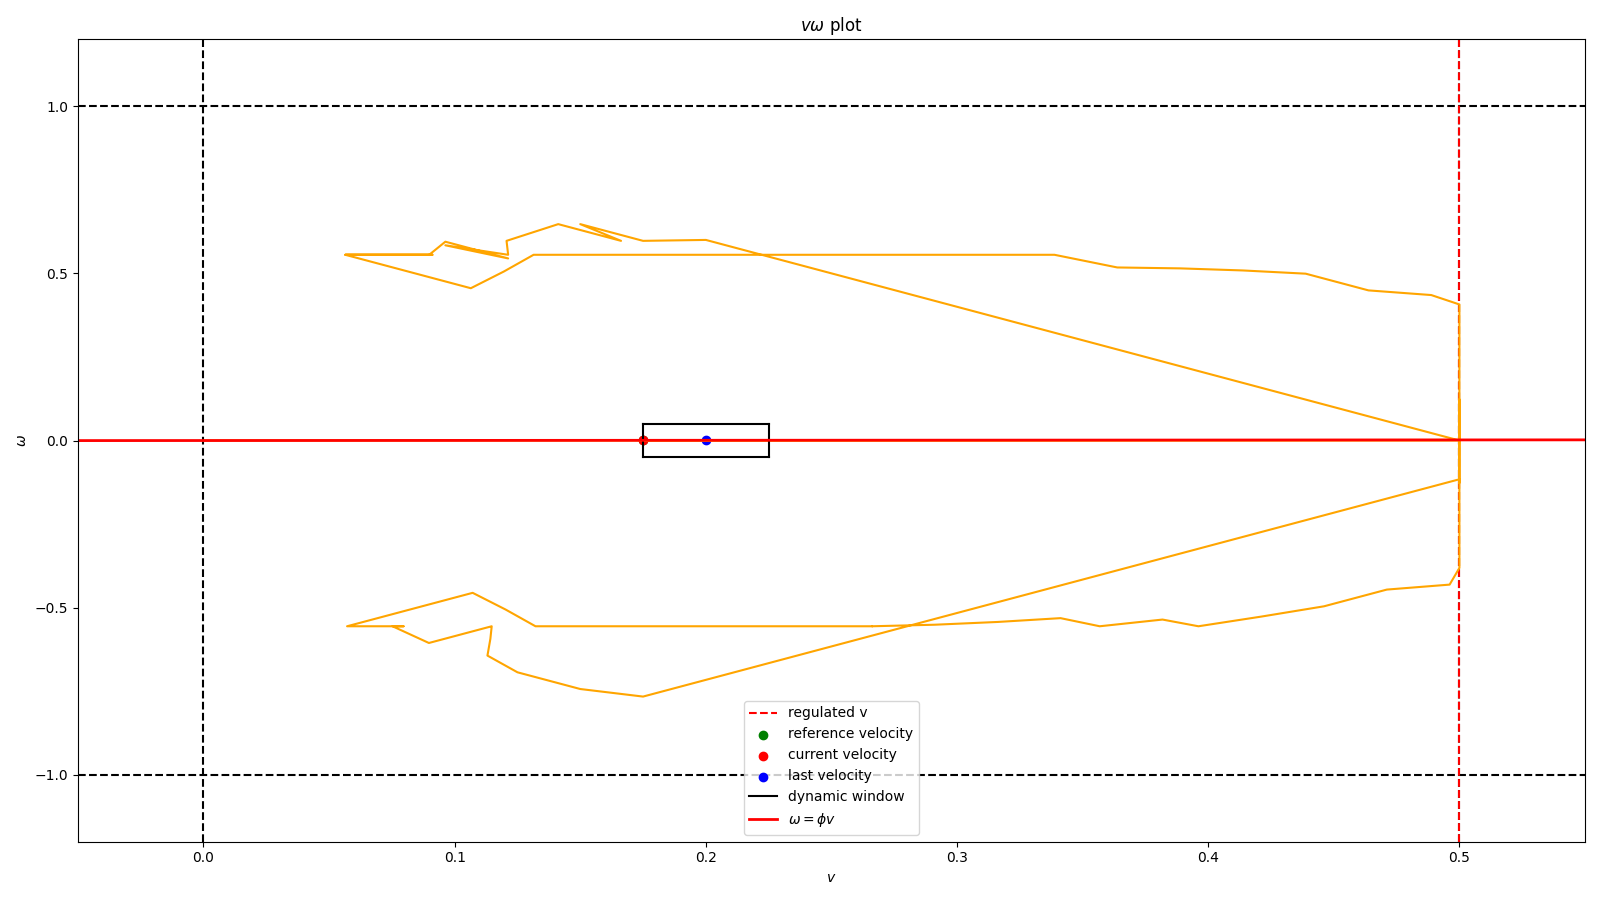 vω plot
1.0
0.5
0.0
−0.5
−1.0
ω
0.0
0.1
0.2
0.3
0.4
0.5
v
regulated v
reference velocity
current velocity
last velocity
dynamic window
ω = ϕv